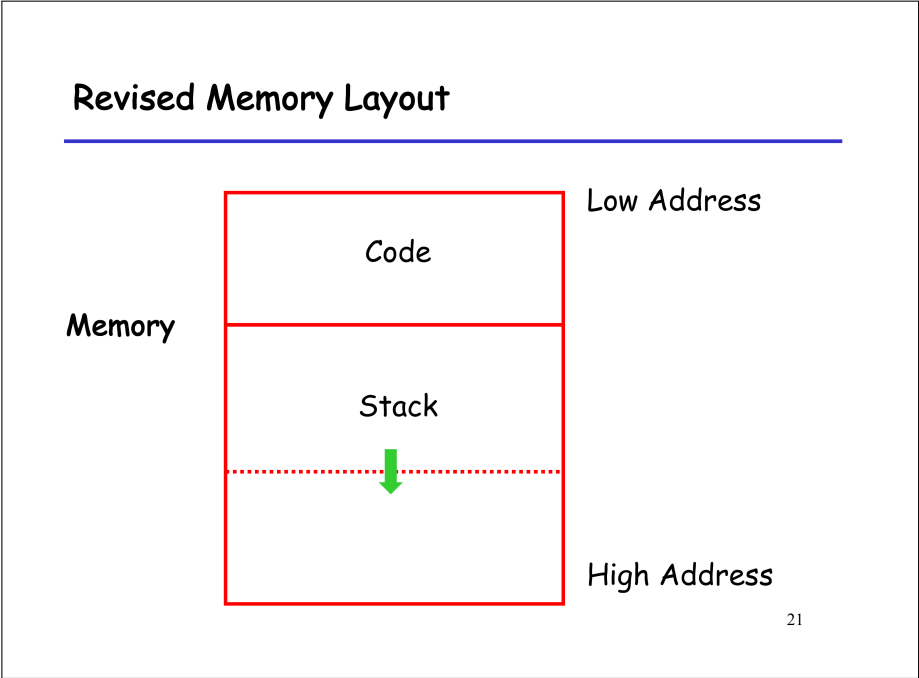 Revised Memory Layout
Low Address
Code
Memory
Stack
High Address
21